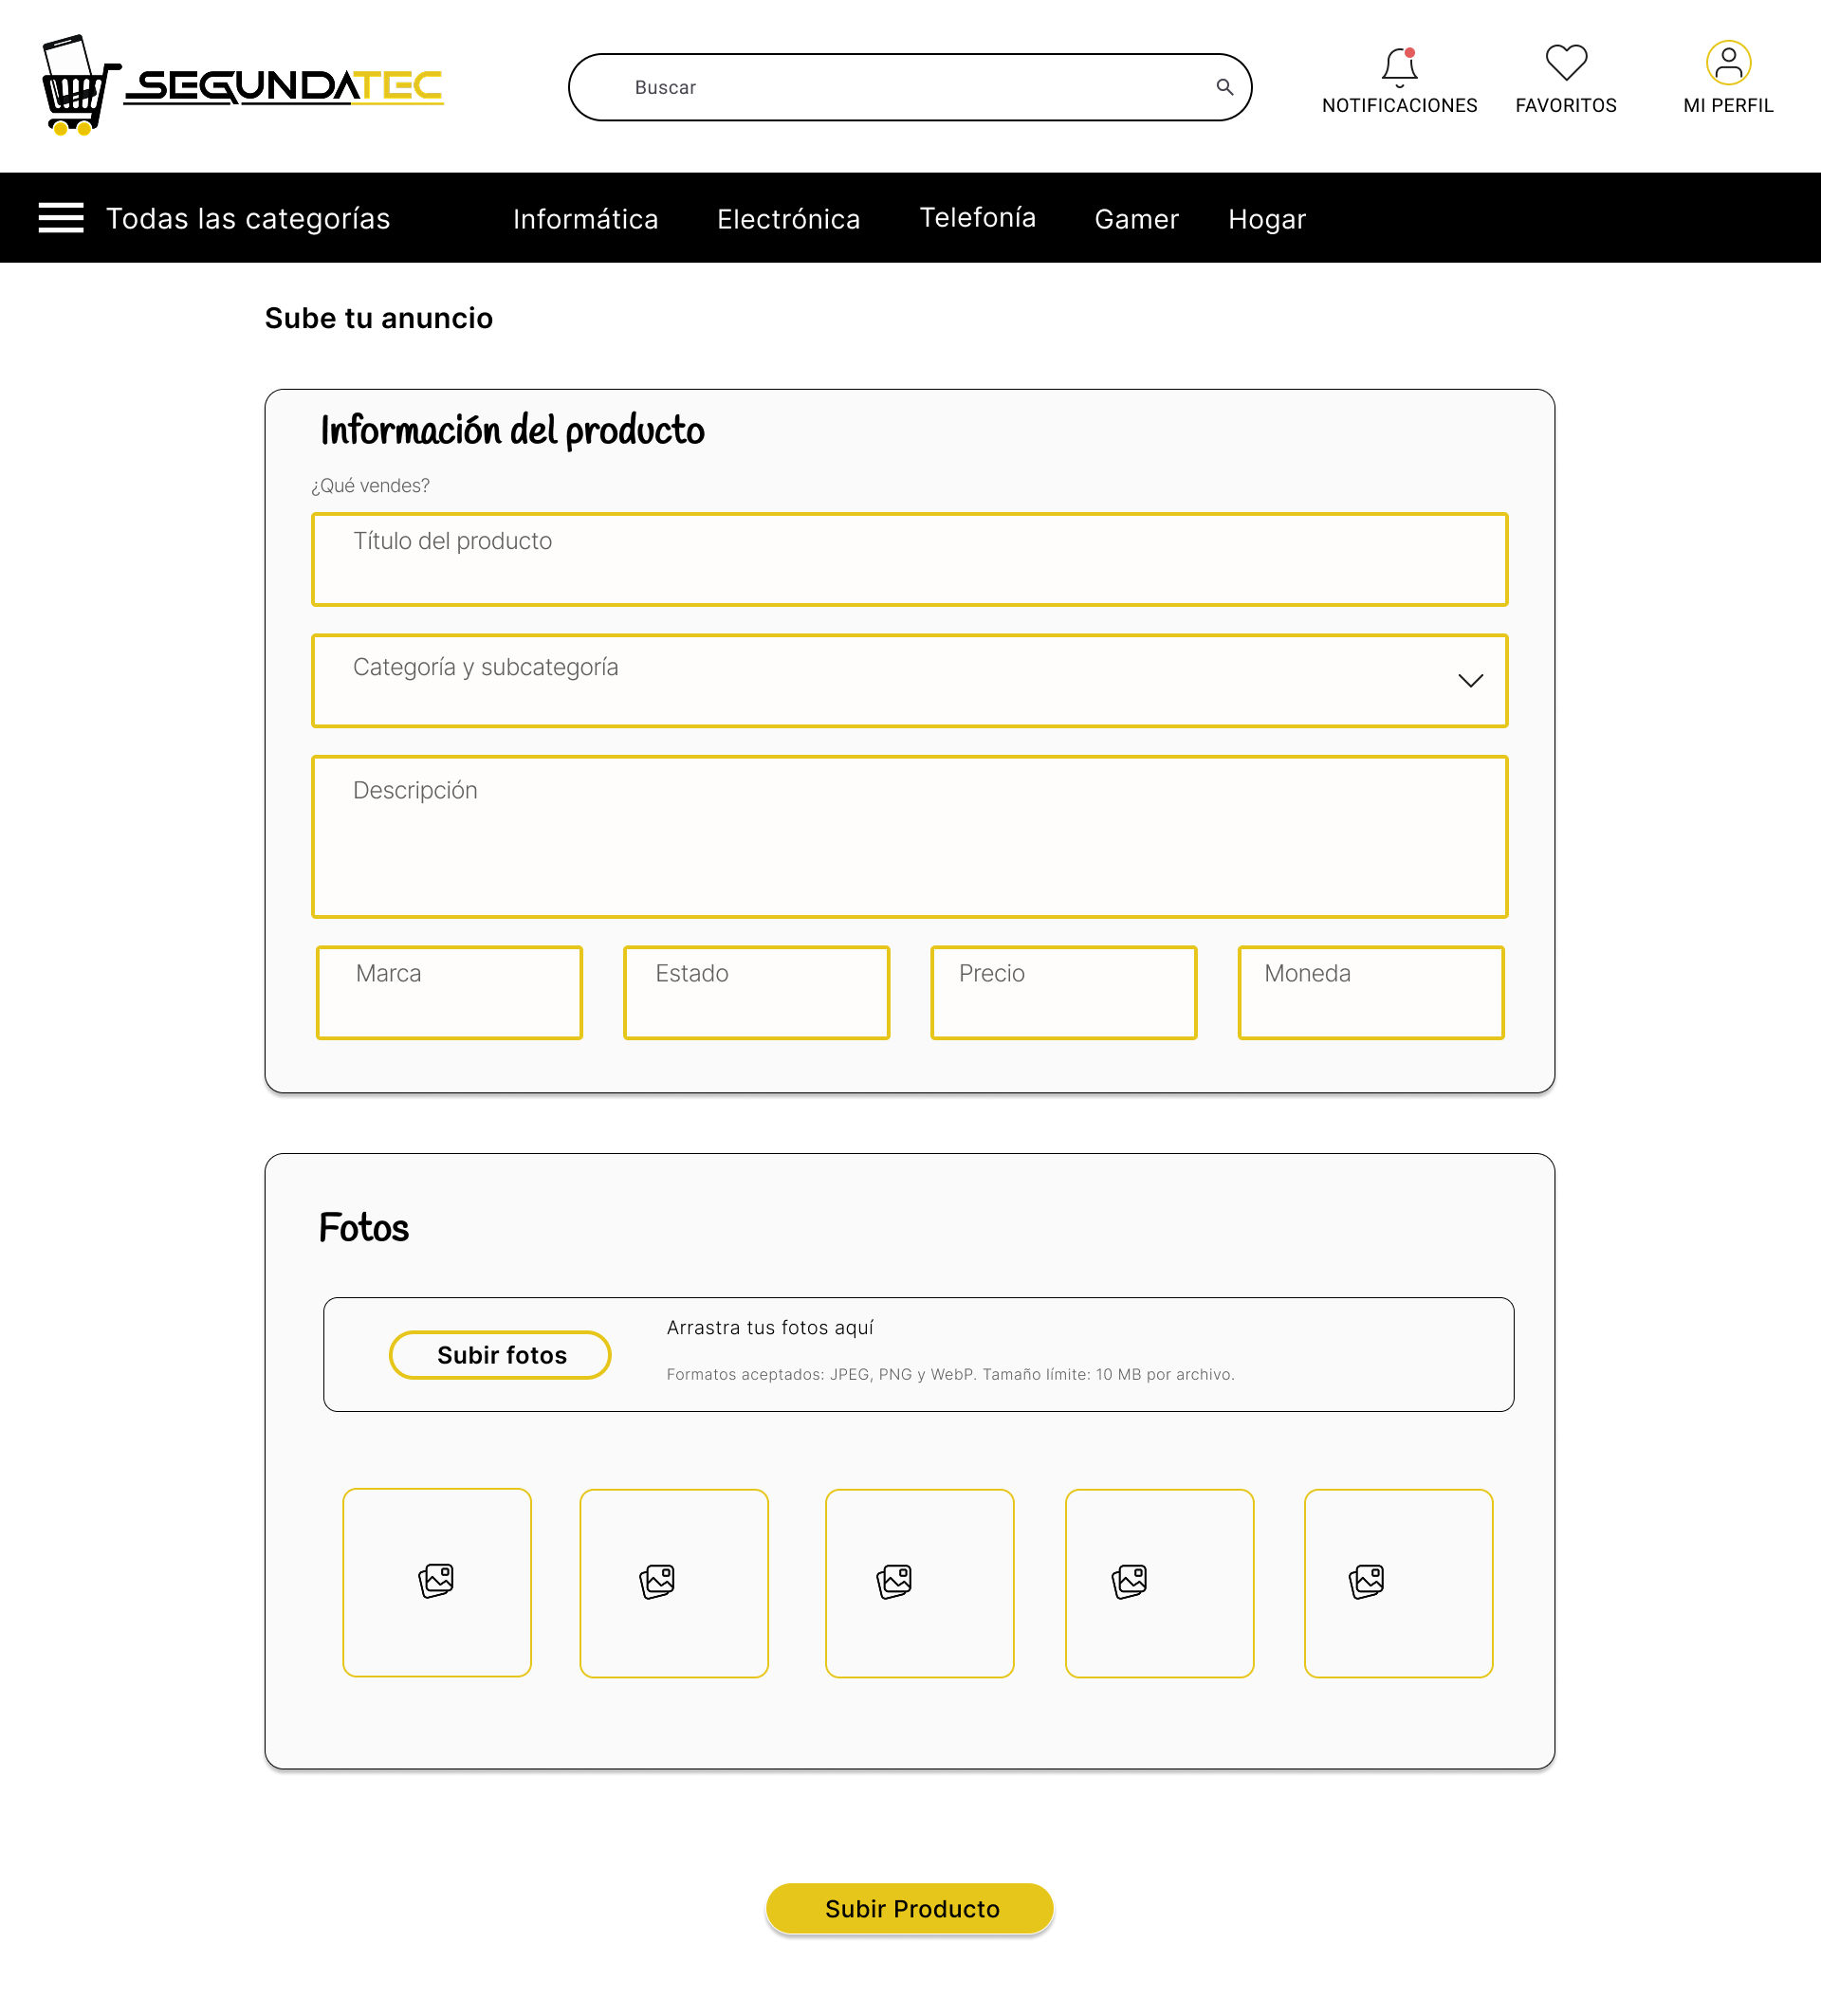 SEGUNDATEC
Buscar
NOTIFICACIONES
FAVORITOS
MI PERFIL
Todas las categorías
Informática
Electrónica
Telefonía
Gamer
Hogar
Sube tu anuncio
Información del producto
¿Qué vendes?
Título del producto
Categoría y subcategoría
Descripción
Marca
Estado
Precio
Moneda
Fotos
Subir fotos
Arrastra tus fotos aquí
Formatos aceptados: JPEG, PNG y WebP. Tamaño límite: 10 MB por archivo.
Subir Producto